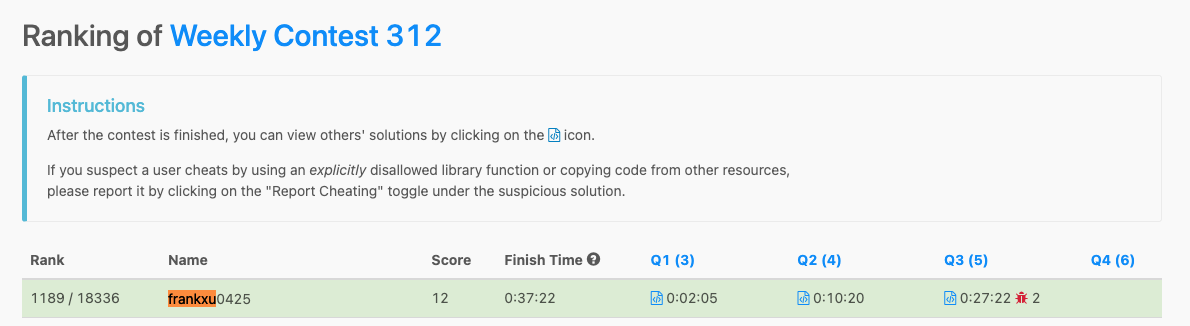 Ranking of Weekly Contest 312
Instructions
After the contest is finished, you can view others' solutions by clicking on the icon.
If you suspect a user cheats by using an explicitly disallowed library function or copying code from other resources,
please report it by clicking on the "Report Cheating" toggle under the suspicious solution.
Rank Name Score Finish Time Q1 (3) Q2 (4) Q3 (5) Q4 (6)
1189 / 18336 frankxu0425 12 0:37:22 0:02:05 0:10:20 0:27:22 2